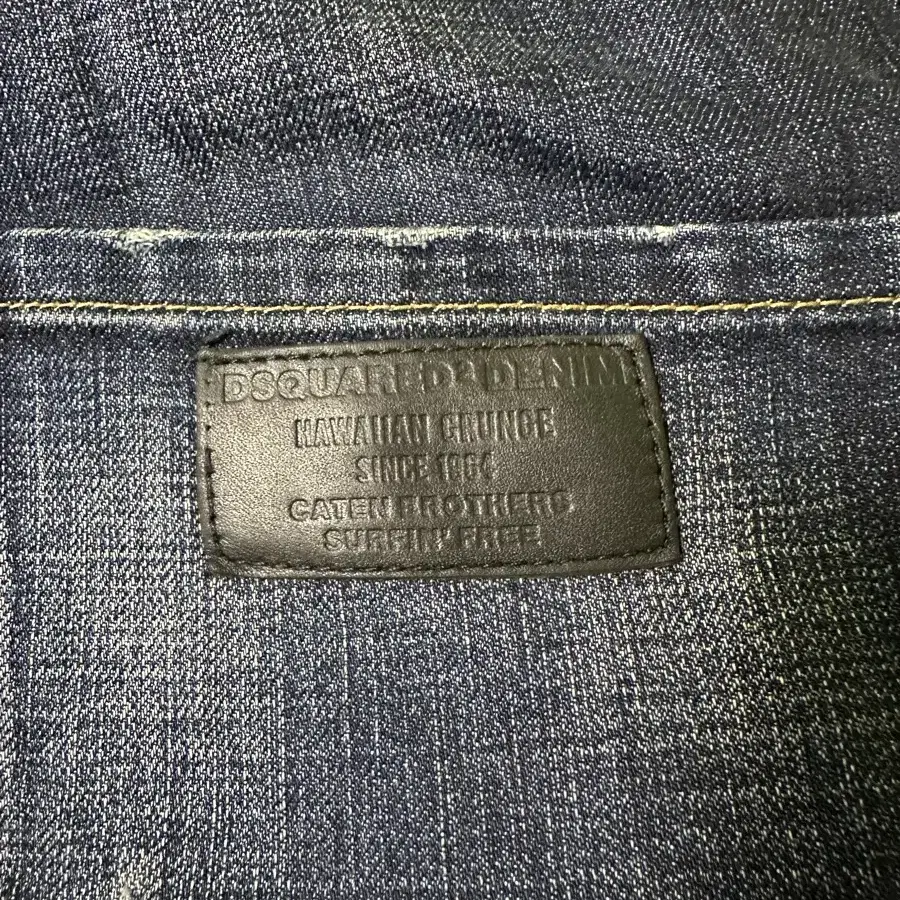 DSQUARED2 DENIM
HAWAIIAN GRUNGE
SINCE 1964
CATEN BROTHERS
SURFIN' FREE